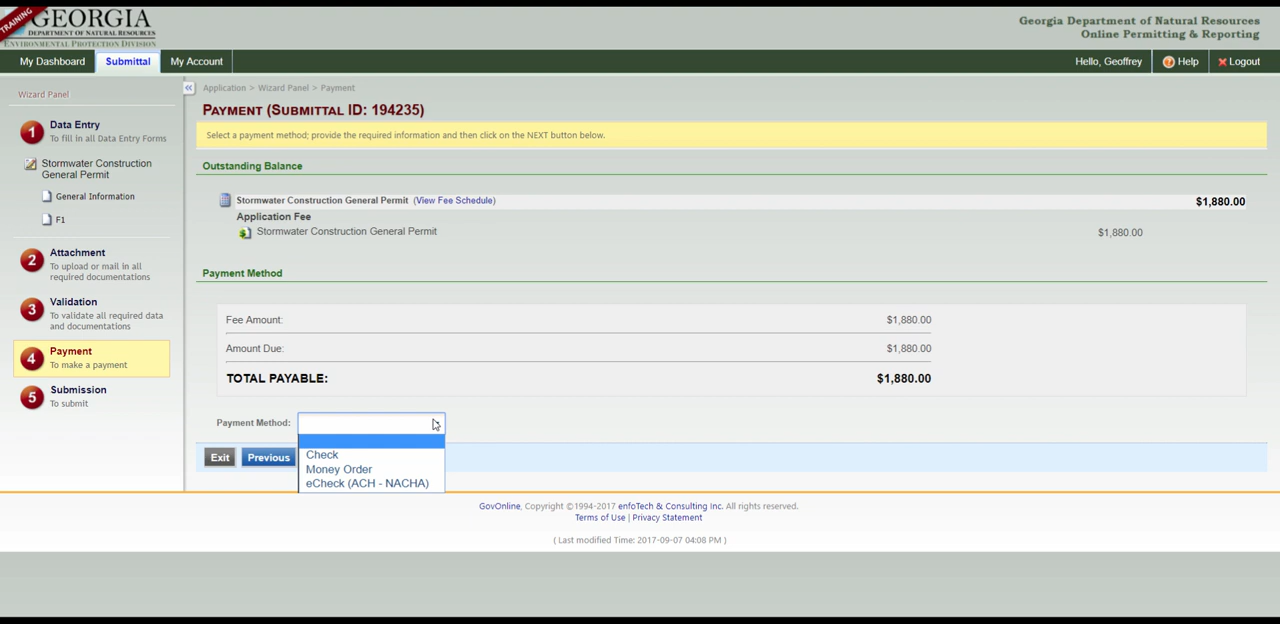 TRAINING
GEORGIA
DEPARTMENT OF NATURAL RESOURCES
ENVIRONMENTAL PROTECTION DIVISION
Georgia Department of Natural Resources
Online Permitting & Reporting
My Dashboard Submittal My Account Hello, Geoffrey Help Logout
Wizard Panel
1 Data Entry
To fill in all Data Entry Forms
Stormwater Construction
General Permit
General Information
F1
2 Attachment
To upload or mail in all
required documentations
3 Validation
To validate all required data
and documentations
4 Payment
To make a payment
5 Submission
To submit
Application > Wizard Panel > Payment
PAYMENT (SUBMITTAL ID: 194235)
Select a payment method; provide the required information and then click on the NEXT button below.
Outstanding Balance
Stormwater Construction General Permit (View Fee Schedule) $1,880.00
Application Fee
Stormwater Construction General Permit $1,880.00
Payment Method
Fee Amount: $1,880.00
Amount Due: $1,880.00
TOTAL PAYABLE: $1,880.00
Payment Method:
Check
Money Order
eCheck (ACH - NACHA)
Exit Previous
GovOnline, Copyright ©1994-2017 enfoTech & Consulting Inc. All rights reserved.
Terms of Use | Privacy Statement
( Last modified Time: 2017-09-07 04:08 PM )